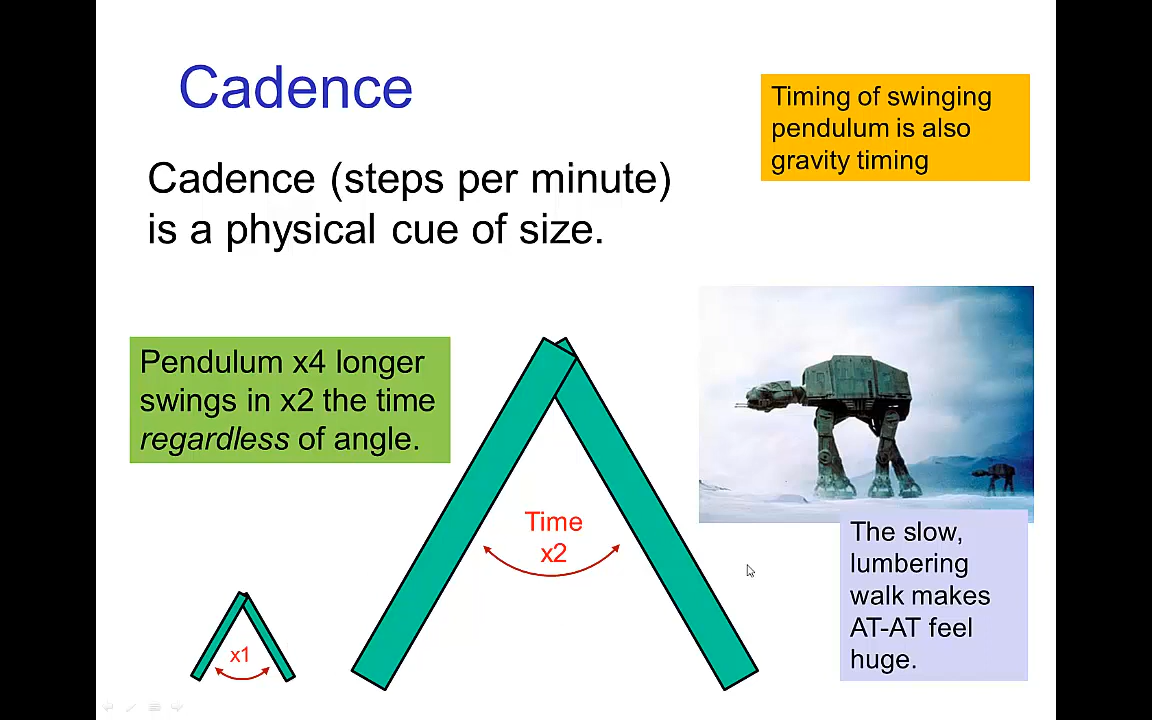 Cadence
Timing of swinging
pendulum is also
gravity timing
Cadence (steps per minute)
is a physical cue of size.
Pendulum x4 longer
swings in x2 the time
regardless of angle.
Time
x2
x1
The slow,
lumbering
walk makes
AT-AT feel
huge.